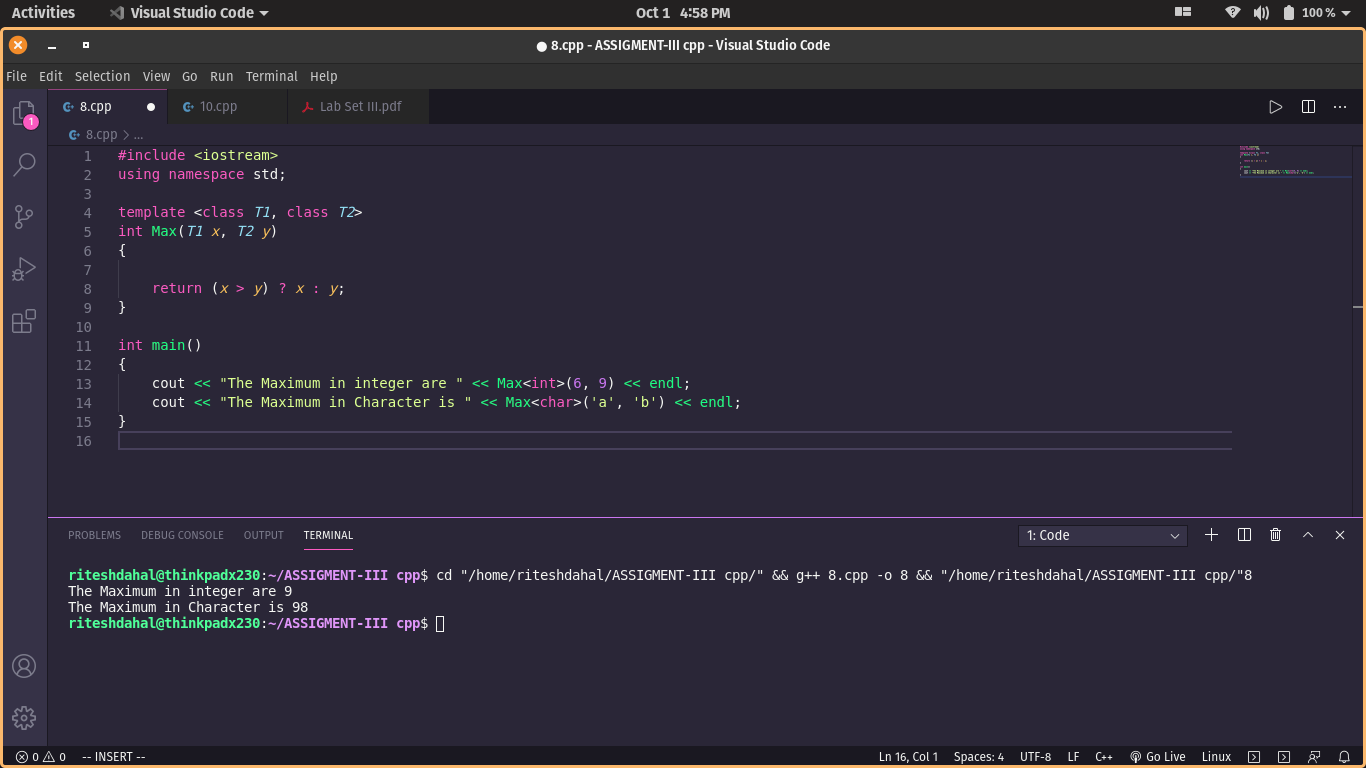 Activities Visual Studio Code Oct 1 4:58 PM 100 %
8.cpp - ASSIGMENT-III cpp - Visual Studio Code
File Edit Selection View Go Run Terminal Help
8.cpp 10.cpp Lab Set III.pdf
1
8.cpp > ...
1 #include <iostream>
2 using namespace std;
3
4 template <class T1, class T2>
5 int Max(T1 x, T2 y)
6 {
7
8 return (x > y) ? x : y;
9 }
10
11 int main()
12 {
13 cout << "The Maximum in integer are " << Max<int>(6, 9) << endl;
14 cout << "The Maximum in Character is " << Max<char>('a', 'b') << endl;
15 }
16
PROBLEMS DEBUG CONSOLE OUTPUT TERMINAL 1: Code
riteshdahal@thinkpadx230:~/ASSIGMENT-III cpp$ cd "/home/riteshdahal/ASSIGMENT-III cpp/" && g++ 8.cpp -o 8 && "/home/riteshdahal/ASSIGMENT-III cpp/"8
The Maximum in integer are 9
The Maximum in Character is 98
riteshdahal@thinkpadx230:~/ASSIGMENT-III cpp$
0 0 -- INSERT -- Ln 16, Col 1 Spaces: 4 UTF-8 LF C++ Go Live Linux